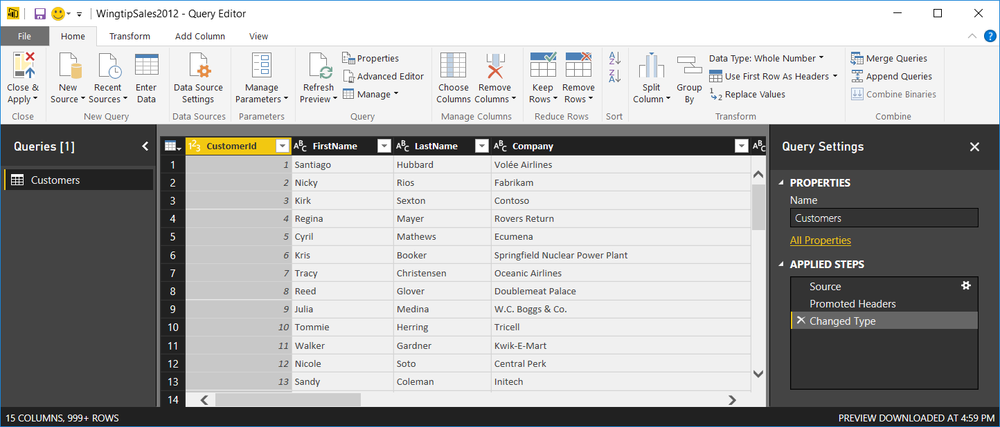 WingtipSales2012 - Query Editor
File Home Transform Add Column View ?
Close & Apply
New Source
Recent Sources
Enter Data
Data Source Settings
Manage Parameters
Refresh Preview
Properties
Advanced Editor
Manage
Choose Columns
Remove Columns
Keep Rows
Remove Rows
A Z
Z A
Split Column
Group By
Data Type: Whole Number
Use First Row As Headers
1 2 Replace Values
Merge Queries
Append Queries
Combine Binaries
Close New Query Data Sources Parameters Query Manage Columns Reduce Rows Sort Transform Combine
Queries [1]
Customers
123 CustomerId ABC FirstName ABC LastName ABC Company ABC
1 1 Santiago Hubbard Volée Airlines
2 2 Nicky Rios Fabrikam
3 3 Kirk Sexton Contoso
4 4 Regina Mayer Rovers Return
5 5 Cyril Mathews Ecumena
6 6 Kris Booker Springfield Nuclear Power Plant
7 7 Tracy Christensen Oceanic Airlines
8 8 Reed Glover Doublemeat Palace
9 9 Julia Medina W.C. Boggs & Co.
10 10 Tommie Herring Tricell
11 11 Walker Gardner Kwik-E-Mart
12 12 Nicole Soto Central Perk
13 13 Sandy Coleman Initech
14
Query Settings
PROPERTIES
Name
Customers
All Properties
APPLIED STEPS
Source
Promoted Headers
Changed Type
15 COLUMNS, 999+ ROWS
PREVIEW DOWNLOADED AT 4:59 PM